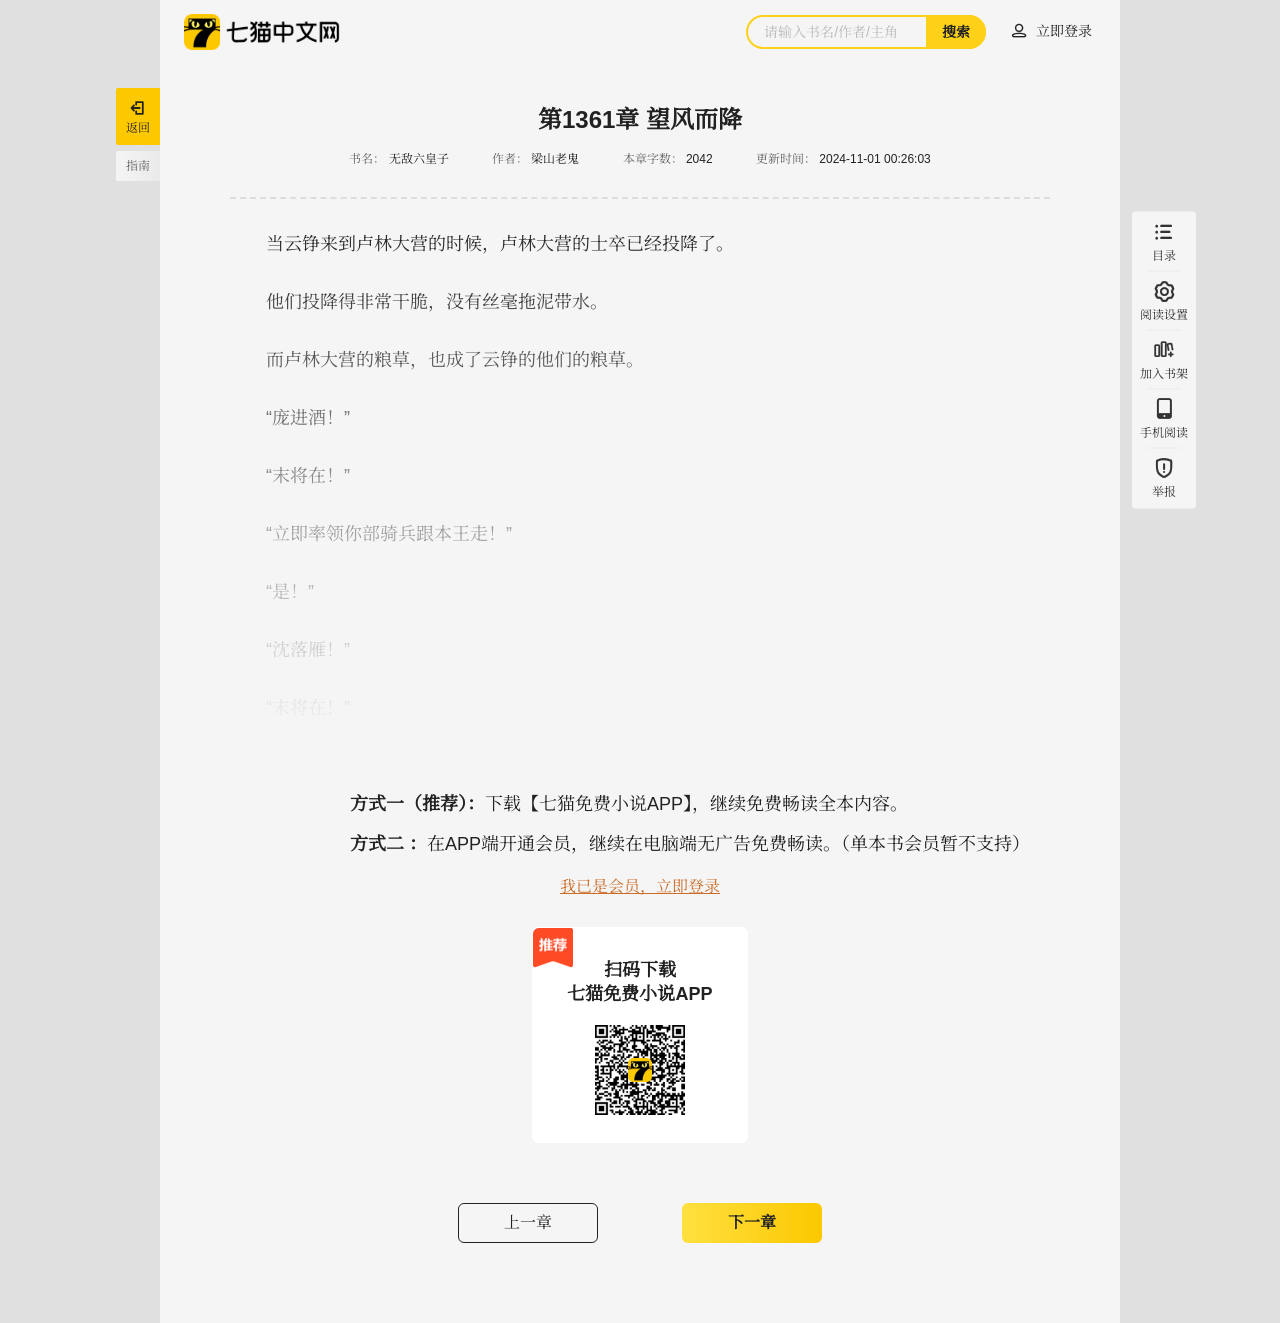 七猫中文网
请输入书名/作者/主角
搜索
立即登录
返回
指南
第1361章 望风而降
书名： 无敌六皇子 作者： 梁山老鬼 本章字数： 2042 更新时间： 2024-11-01 00:26:03
当云铮来到卢林大营的时候，卢林大营的士卒已经投降了。
他们投降得非常干脆，没有丝毫拖泥带水。
而卢林大营的粮草，也成了云铮的他们的粮草。
“庞进酒！”
“末将在！”
“立即率领你部骑兵跟本王走！”
“是！”
“沈落雁！”
“末将在！”
目录
阅读设置
加入书架
手机阅读
举报
方式一（推荐）：下载【七猫免费小说APP】，继续免费畅读全本内容。
方式二 ：在APP端开通会员，继续在电脑端无广告免费畅读。（单本书会员暂不支持）
我已是会员，立即登录
推荐
扫码下载
七猫免费小说APP
上一章
下一章